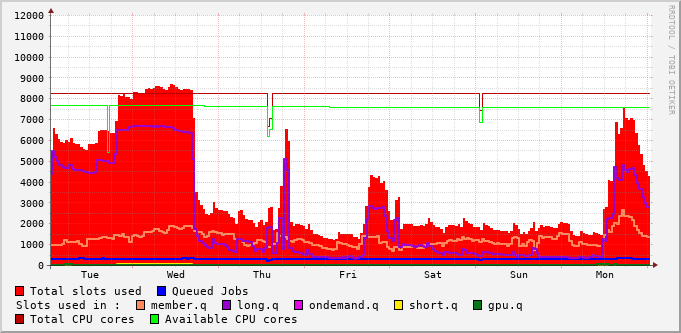 12000
11000
10000
9000
8000
7000
6000
5000
4000
3000
2000
1000
0
Tue Wed Thu Fri Sat Sun Mon
RRDTOOL / TOBI OETIKER
Total slots used Queued Jobs
Slots used in : member.q long.q ondemand.q short.q gpu.q
Total CPU cores Available CPU cores